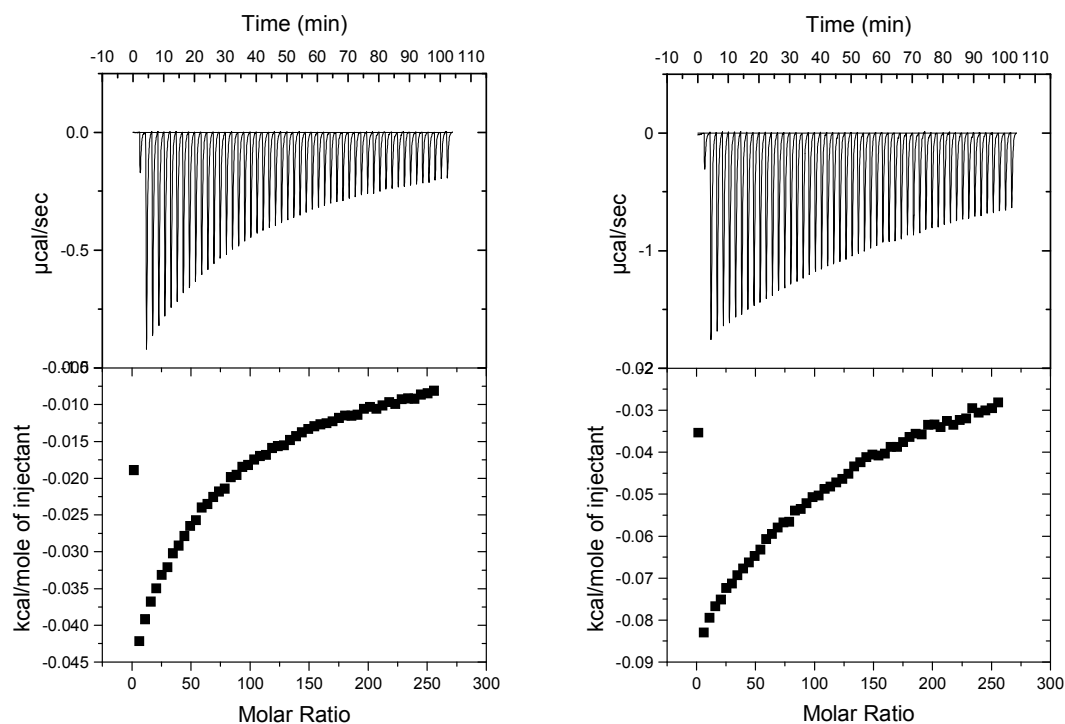 Time (min)
-10 0 10 20 30 40 50 60 70 80 90 100 110
0.0
-0.5
µcal/sec
-0.005
-0.010
-0.015
-0.020
-0.025
-0.030
-0.035
-0.040
-0.045
kcal/mole of injectant
0 50 100 150 200 250 300
Molar Ratio
Time (min)
-10 0 10 20 30 40 50 60 70 80 90 100 110
0
-1
µcal/sec
-0.02
-0.03
-0.04
-0.05
-0.06
-0.07
-0.08
-0.09
kcal/mole of injectant
0 50 100 150 200 250 300
Molar Ratio